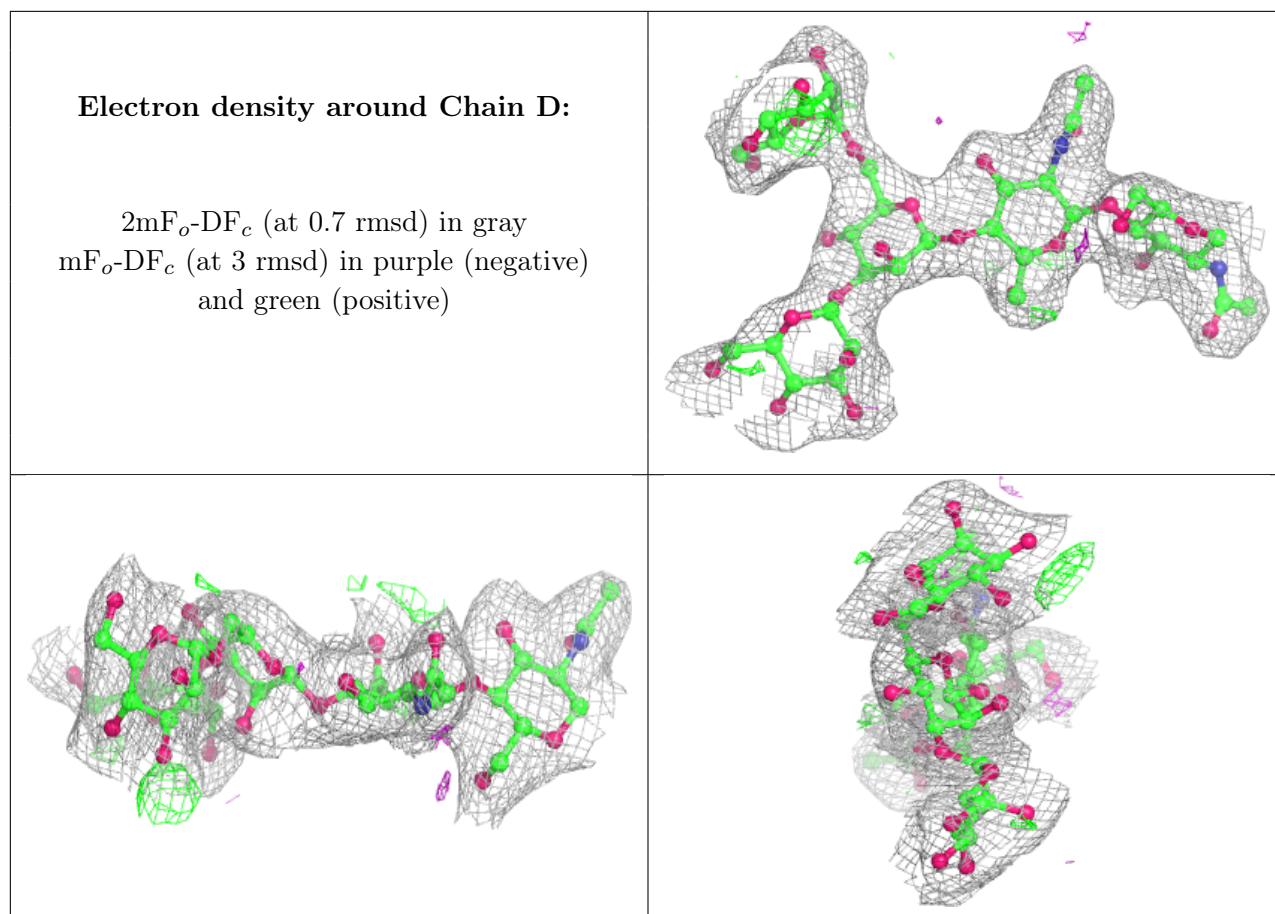 Electron density around Chain D:
2mFo-DFc (at 0.7 rmsd) in gray
mFo-DFc (at 3 rmsd) in purple (negative)
and green (positive)